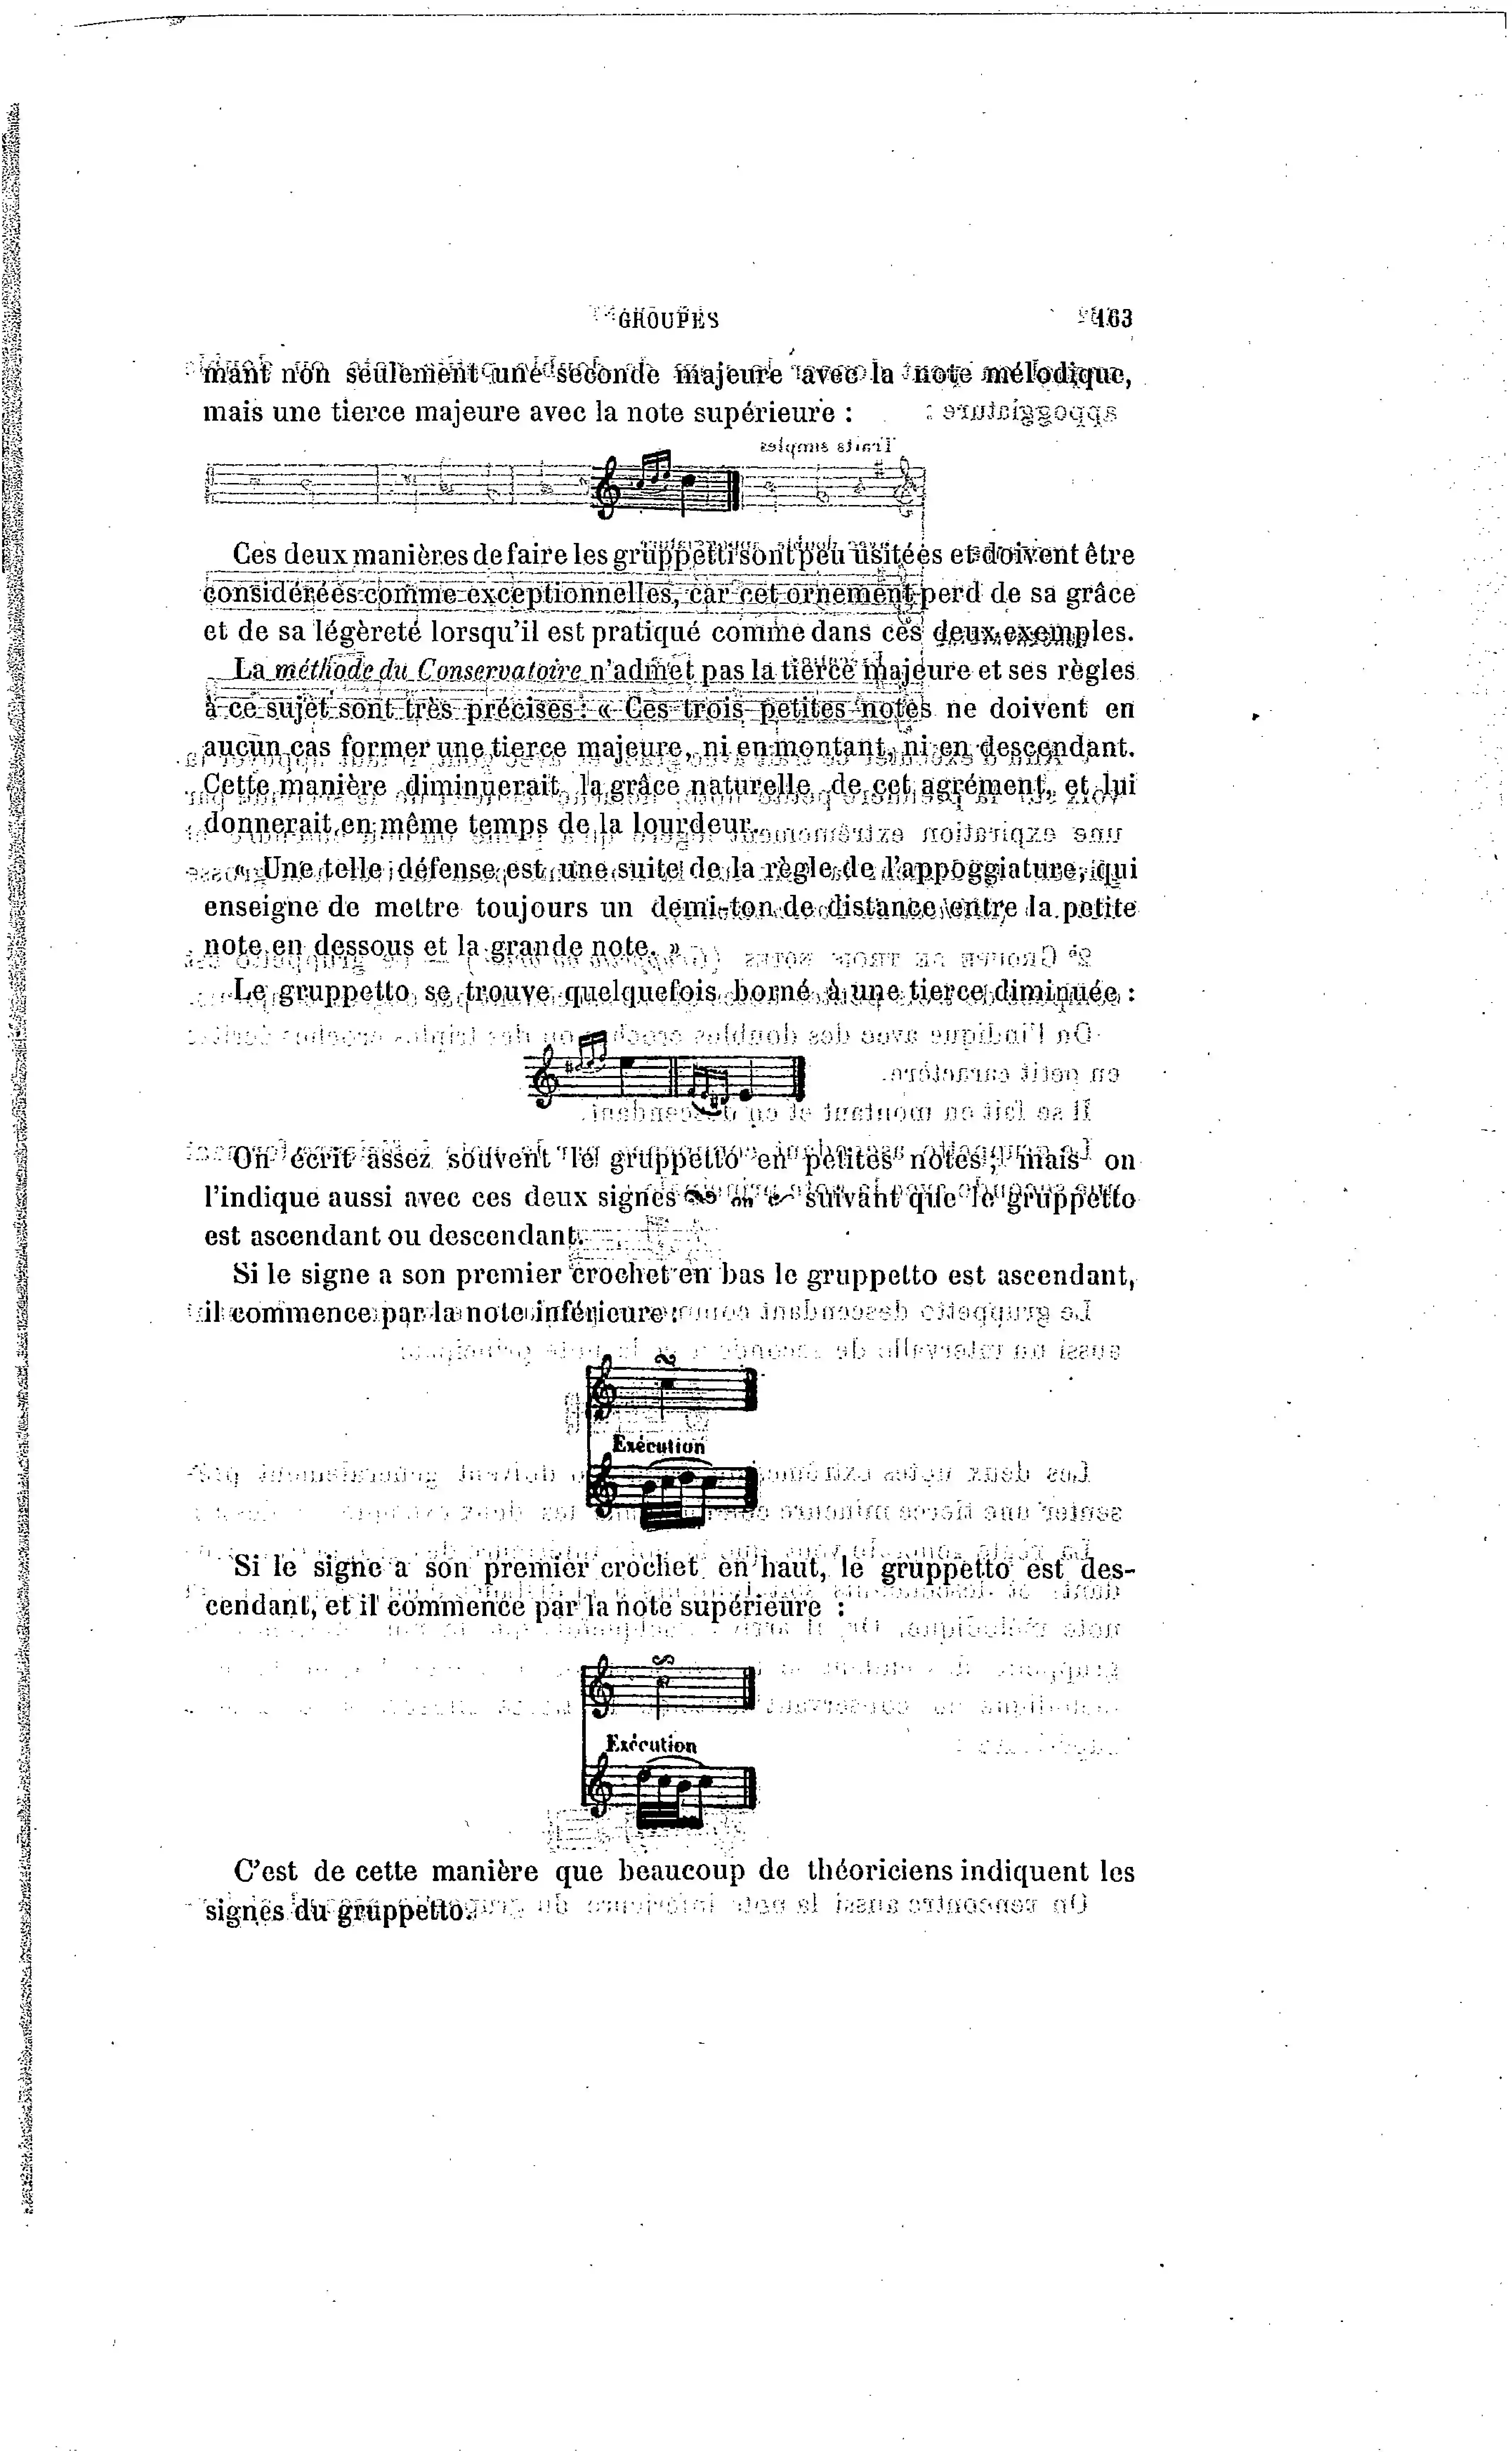 GROUPES 163
mant non seulement une seconde majeure avec la note mélodique,
mais une tierce majeure avec la note supérieure :
Ces deux manières de faire les gruppetti sont peu usitées et doivent être
considérées comme exceptionnelles, car cet ornement perd de sa grâce
et de sa légèreté lorsqu'il est pratiqué comme dans ces deux exemples.
La méthode du Conservatoire n'admet pas la tierce majeure et ses règles
à ce sujet sont très précises : « Ces trois petites notes ne doivent en
aucun cas former une tierce majeure, ni en montant, ni en descendant.
Cette manière diminuerait la grâce naturelle de cet agrément et lui
donnerait en même temps de la lourdeur.
« Une telle défense est une suite de la règle de l'appoggiature, qui
enseigne de mettre toujours un demi-ton de distance entre la petite
note en dessous et la grande note. »
Le gruppetto se trouve quelquefois borné à une tierce diminuée :
On écrit assez souvent le gruppetto en petites notes, mais on
l'indique aussi avec ces deux signes ou suivant que le gruppetto
est ascendant ou descendant.
Si le signe a son premier crochet en bas le gruppetto est ascendant,
il commence par la note inférieure :
Exécution
Si le signe a son premier crochet en haut, le gruppetto est des-
cendant, et il commence par la note supérieure :
Exécution
C'est de cette manière que beaucoup de théoriciens indiquent les
signes du gruppetto.